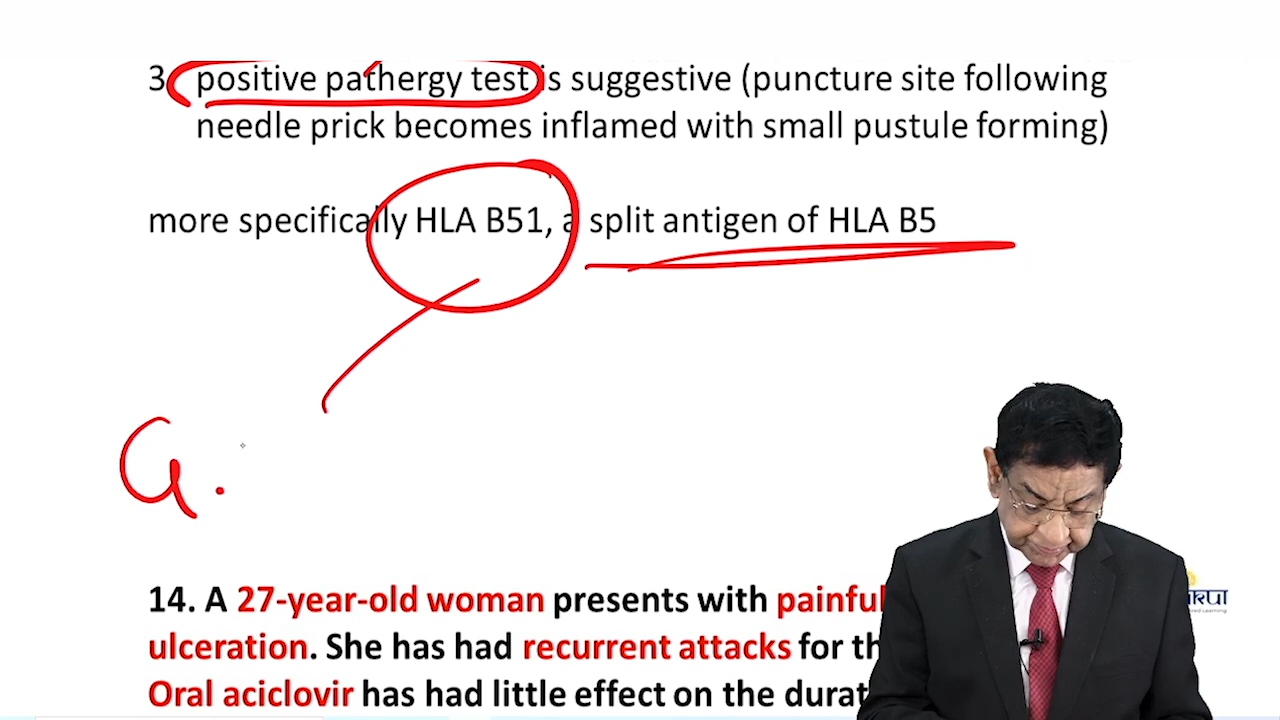 3. positive pathergy test is suggestive (puncture site following
needle prick becomes inflamed with small pustule forming)
more specifically HLA B51, a split antigen of HLA B5
G.
14. A 27-year-old woman presents with painful
ulceration. She has had recurrent attacks for
Oral aciclovir has had little effect on the